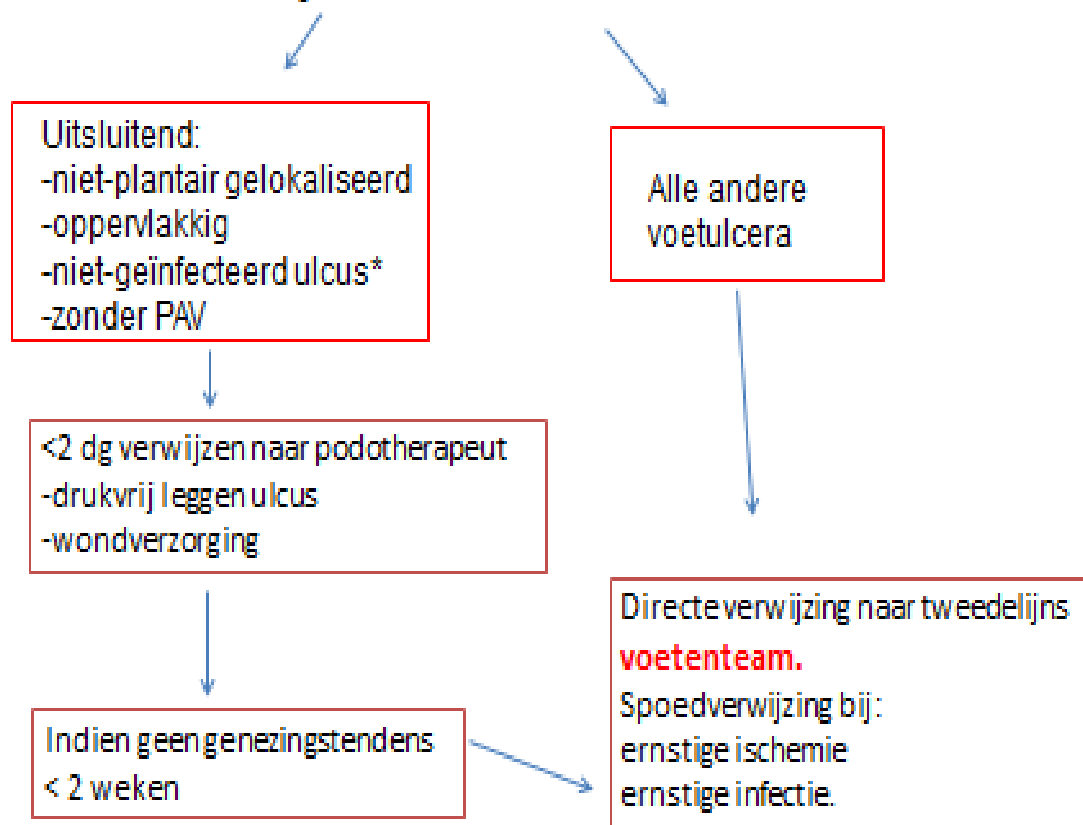 Uitsluitend:
-niet-plantair gelokaliseerd
-oppervlakkig
-niet-geïnfecteerd ulcus*
-zonder PAV
Alle andere
voetulcera
<2 dg verwijzen naar podotherapeut
-drukvrij leggen ulcus
-wondverzorging
Indien geen genezingstendens
< 2 weken
Directe verwijzing naar tweedelijns
voetenteam.
Spoedverwijzing bij:
ernstige ischemie
ernstige infectie.